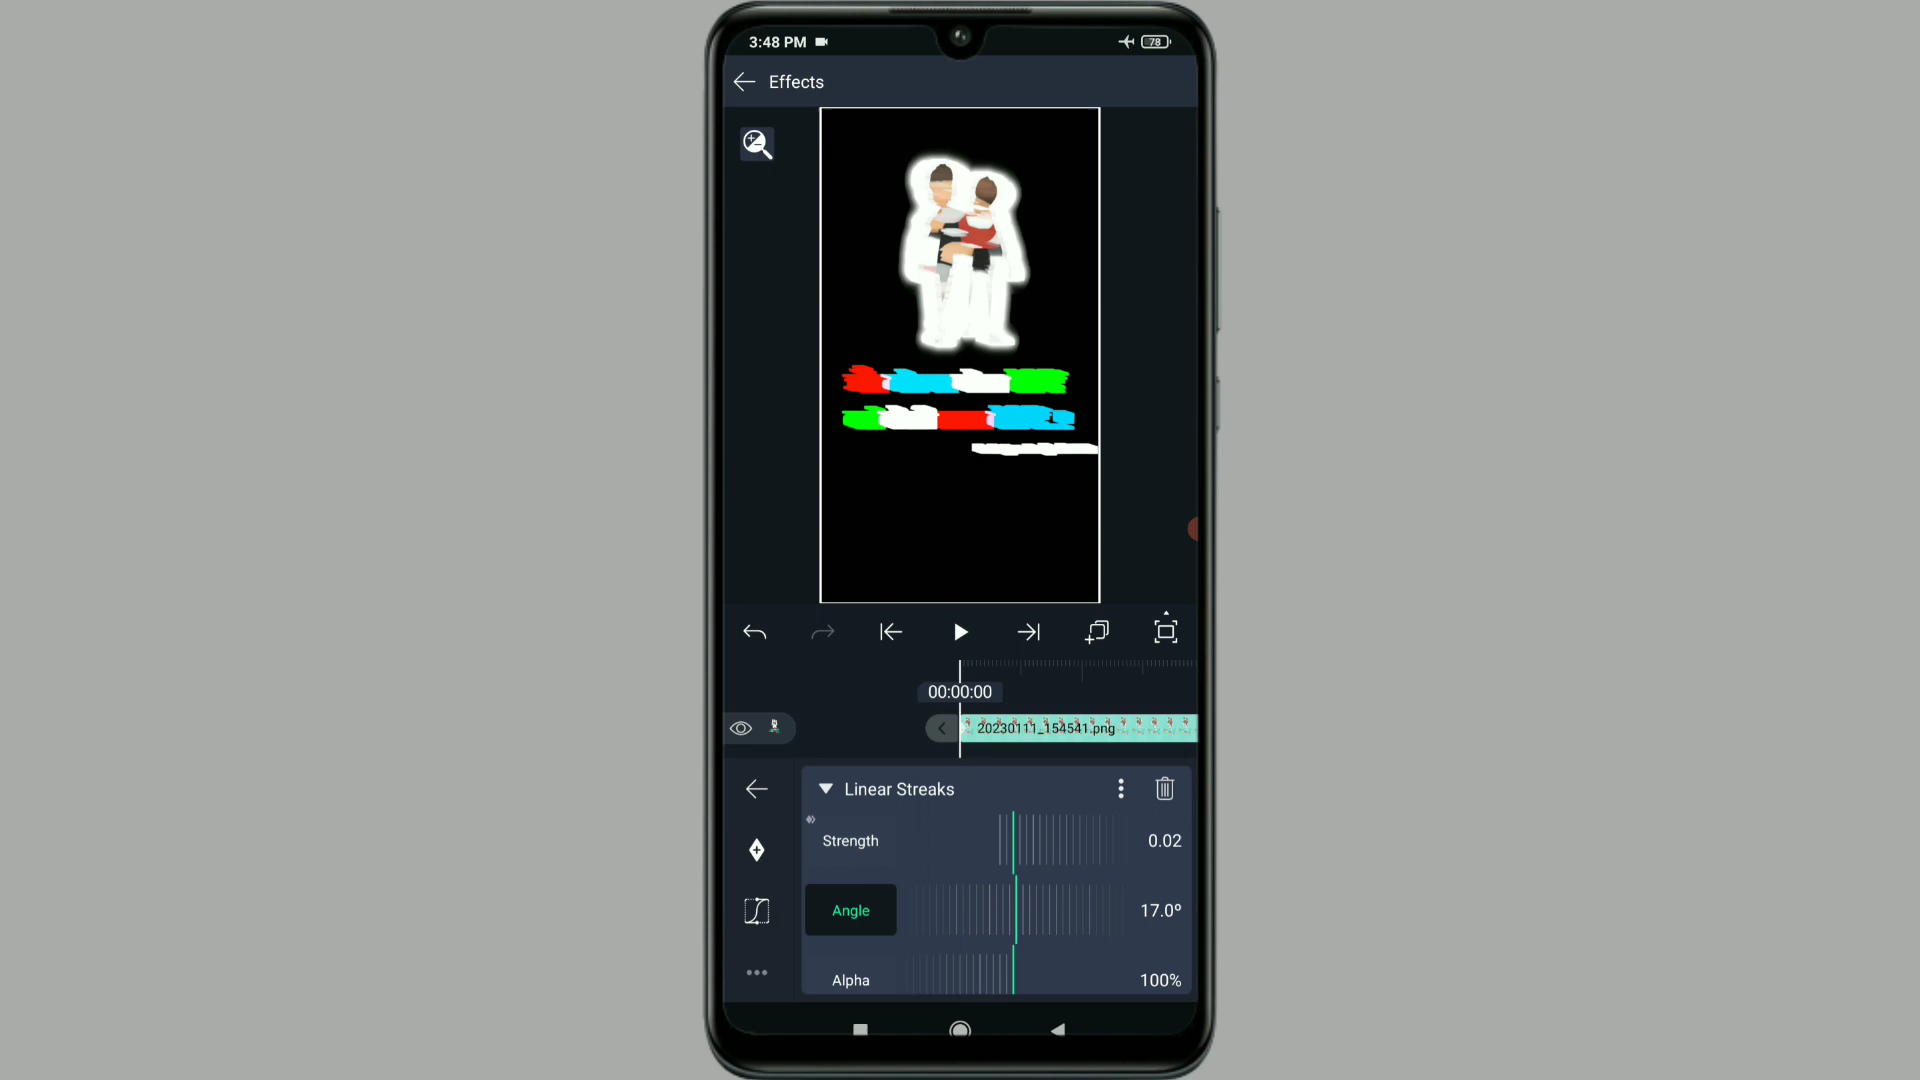 3:48 PM
78
Effects
00:00:00
20230111_154541.png
Linear Streaks
Strength
0.02
Angle
17.0º
Alpha
100%